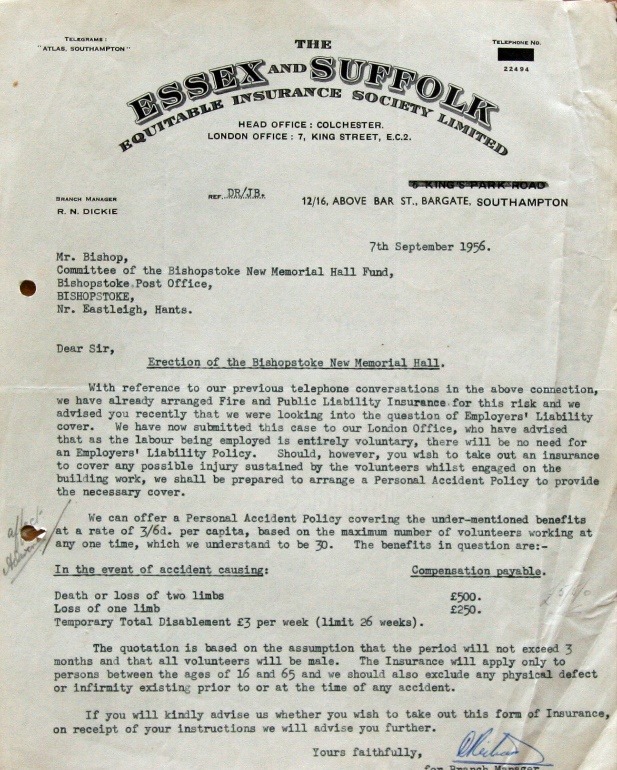 TELEGRAMS:
"ATLAS, SOUTHAMPTON"
TELEPHONE NO.
22494
THE
ESSEX AND SUFFOLK
EQUITABLE INSURANCE SOCIETY LIMITED
HEAD OFFICE: COLCHESTER.
LONDON OFFICE: 7, KING STREET, E.C.2.
KING'S PARK ROAD
BRANCH MANAGER
R. N. DICKIE
REF. DR/JB.
12/16, ABOVE BAR ST., BARGATE, SOUTHAMPTON
7th September 1956.
Mr. Bishop,
Committee of the Bishopstoke New Memorial Hall Fund,
Bishopstoke Post Office,
BISHOPSTOKE,
Nr. Eastleigh, Hants.
Dear Sir,
Erection of the Bishopstoke New Memorial Hall.
With reference to our previous telephone conversations in the above connection,
we have already arranged Fire and Public Liability Insurance for this risk and we
advised you recently that we were looking into the question of Employers' Liability
cover. We have now submitted this case to our London Office, who have advised
that as the labour being employed is entirely voluntary, there will be no need for
an Employers' Liability Policy. Should, however, you wish to take out an insurance
to cover any possible injury sustained by the volunteers whilst engaged on the
building work, we shall be prepared to arrange a Personal Accident Policy to provide
the necessary cover.
We can offer a Personal Accident Policy covering the under-mentioned benefits
at a rate of 3/6d. per capita, based on the maximum number of volunteers working at
any one time, which we understand to be 30. The benefits in question are:-
In the event of accident causing: Compensation payable.
Death or loss of two limbs £500.
Loss of one limb £250.
Temporary Total Disablement £3 per week (limit 26 weeks).
The quotation is based on the assumption that the period will not exceed 3
months and that all volunteers will be male. The Insurance will apply only to
persons between the ages of 16 and 65 and we should also exclude any physical defect
or infirmity existing prior to or at the time of any accident.
If you will kindly advise us whether you wish to take out this form of Insurance,
on receipt of your instructions we will advise you further.
Yours faithfully,
for Branch Manager